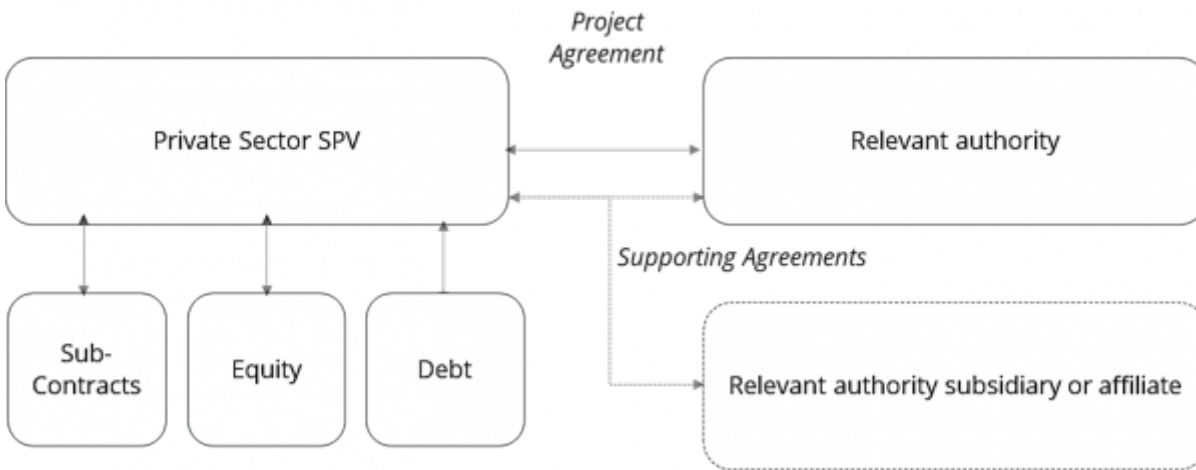 Project
Agreement
Private Sector SPV
Relevant authority
Supporting Agreements
Sub-
Contracts
Equity
Debt
Relevant authority subsidiary or affiliate